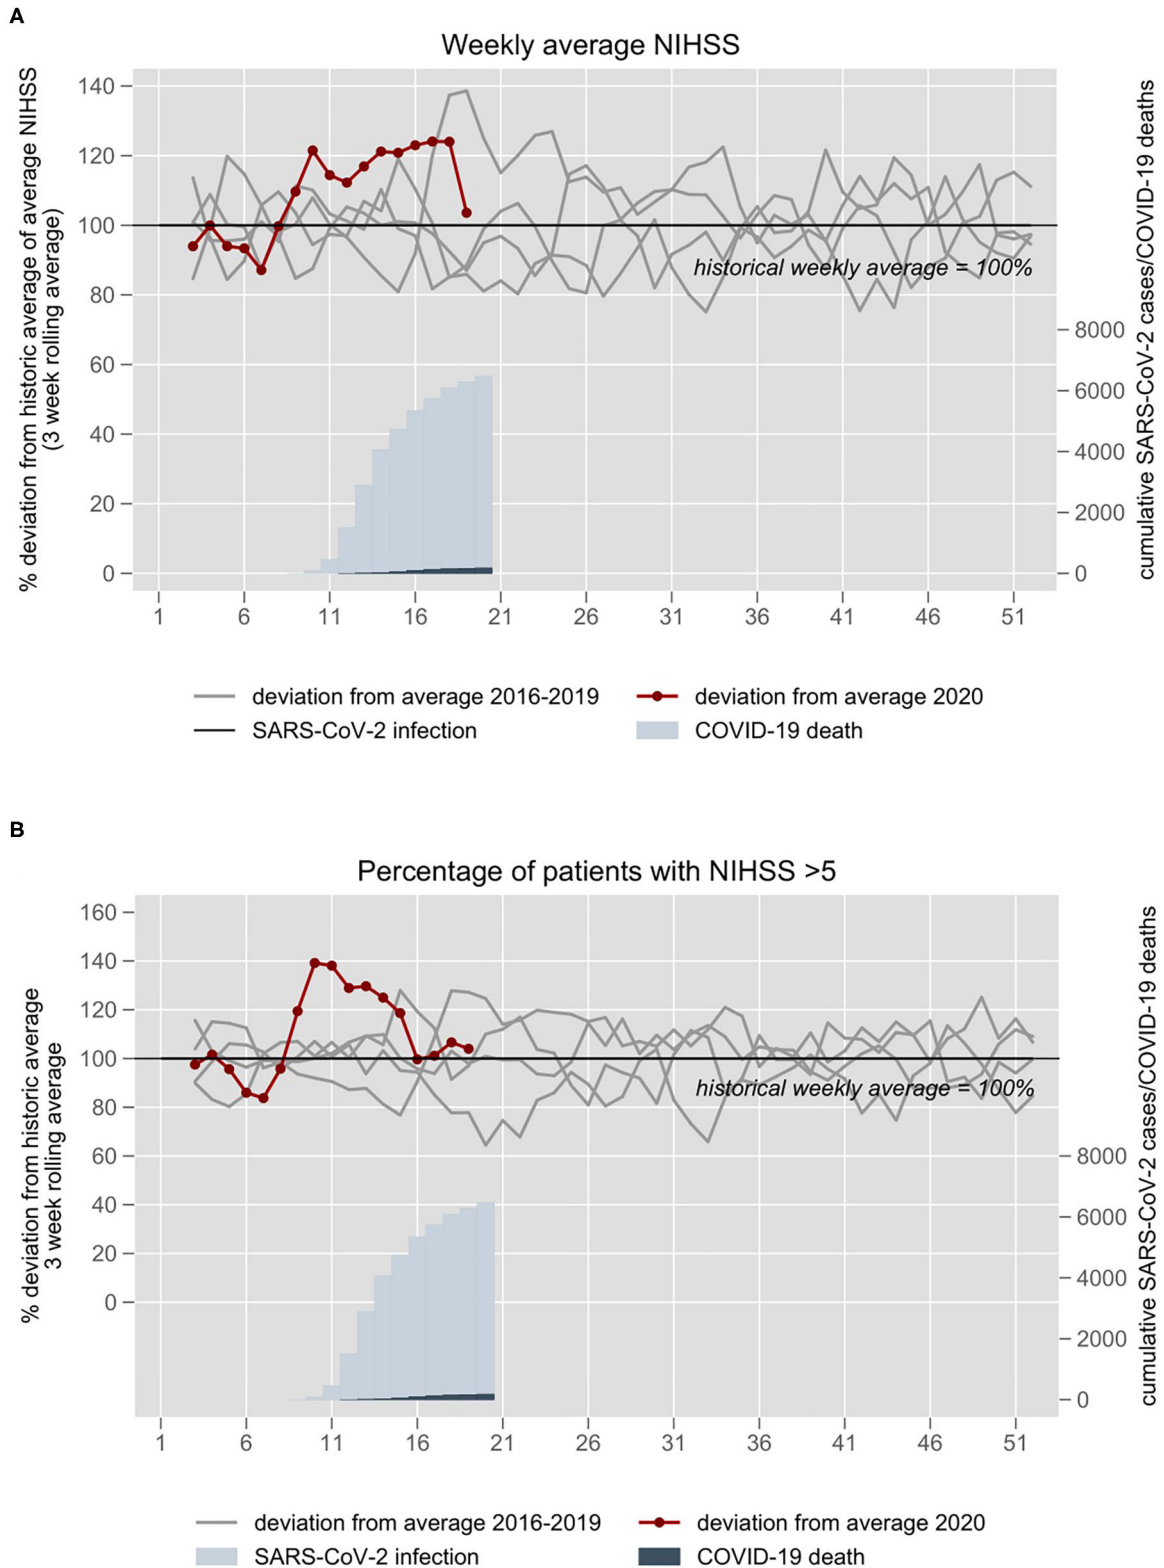 A
Weekly average NIHSS
% deviation from historic average of average NIHSS
(3 week rolling average)
140
120
100
80
60
40
20
0
historical weekly average = 100%
8000
6000
4000
2000
0
cumulative SARS-CoV-2 cases/COVID-19 deaths
1 6 11 16 21 26 31 36 41 46 51
deviation from average 2016-2019
deviation from average 2020
SARS-CoV-2 infection
COVID-19 death
B
Percentage of patients with NIHSS >5
% deviation from historic average
3 week rolling average
160
140
120
100
80
60
40
20
0
historical weekly average = 100%
8000
6000
4000
2000
0
cumulative SARS-CoV-2 cases/COVID-19 deaths
1 6 11 16 21 26 31 36 41 46 51
deviation from average 2016-2019
deviation from average 2020
SARS-CoV-2 infection
COVID-19 death